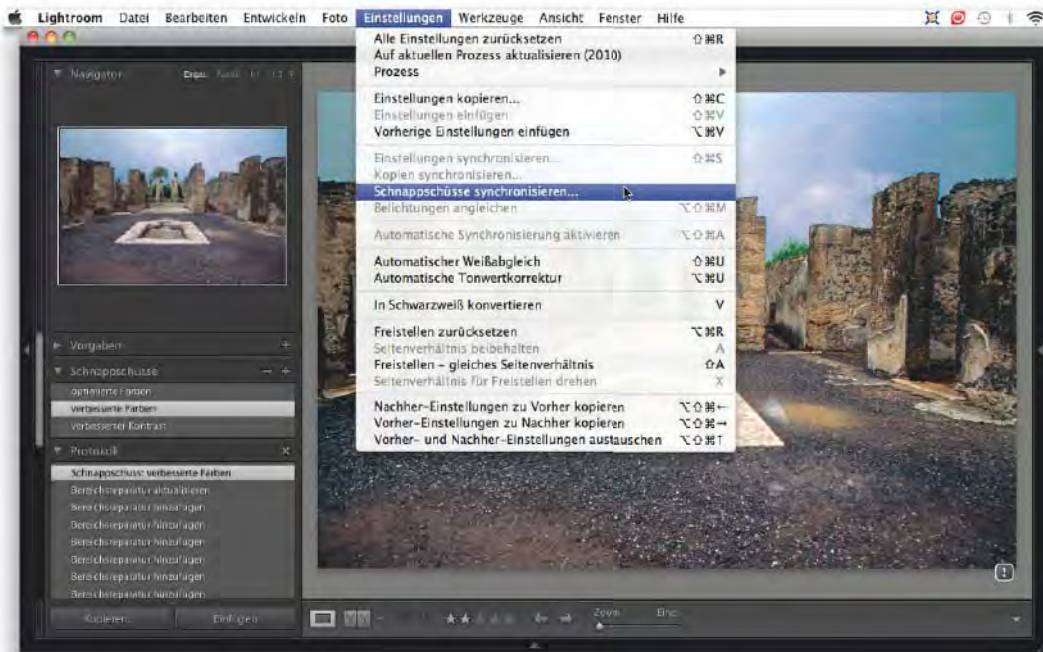 Lightroom Datei Bearbeiten Entwickeln Foto Einstellungen Werkzeuge Ansicht Fenster Hilfe
Alle Einstellungen zurücksetzen ⇧⌘R
Auf aktuellen Prozess aktualisieren (2010)
Prozess ▶
Einstellungen kopieren... ⇧⌘C
Einstellungen einfügen ⇧⌘V
Vorherige Einstellungen einfügen ⌥⌘V
Einstellungen synchronisieren... ⇧⌘S
Kopien synchronisieren...
Schnappschüsse synchronisieren...
Belichtungen angleichen ⌥⇧⌘M
Automatische Synchronisierung aktivieren ⌥⇧⌘A
Automatischer Weißabgleich ⇧⌘U
Automatische Tonwertkorrektur ⌥⌘U
In Schwarzweiß konvertieren V
Freistellen zurücksetzen ⌥⌘R
Seitenverhältnis beibehalten A
Freistellen – gleiches Seitenverhältnis ⇧A
Seitenverhältnis für Freistellen drehen X
Nachher-Einstellungen zu Vorher kopieren ⌥⇧⌘←
Vorher-Einstellungen zu Nachher kopieren ⌥⇧⌘→
Vorher- und Nachher-Einstellungen austauschen ⌥⇧⌘↑
Navigator
Vorgaben +
Schnappschüsse − +
optimierte Farben
verbesserte Farben
verbesserter Kontrast
Protokoll ×
Schnappschuss: verbesserte Farben
Bereichsreparatur aktualisieren
Bereichsreparatur hinzufügen
Bereichsreparatur hinzufügen
Bereichsreparatur hinzufügen
Bereichsreparatur hinzufügen
Bereichsreparatur hinzufügen
Bereichsreparatur hinzufügen
Kopieren... Einfügen
Zoom